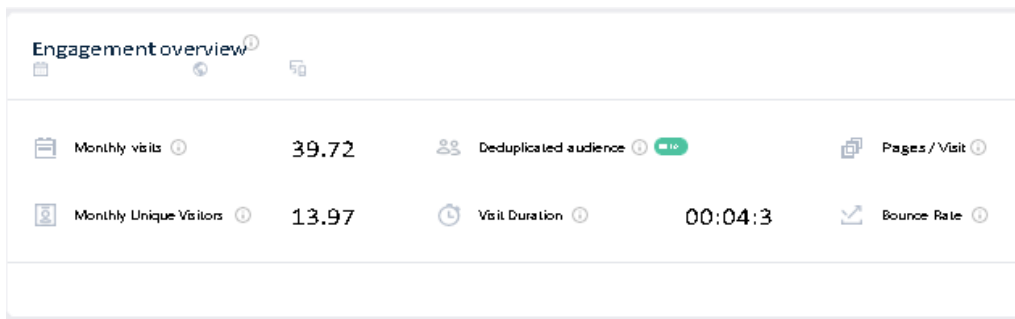 Engagement overview
Monthly visits 39.72 Deduplicated audience Pages / Visit
Monthly Unique Visitors 13.97 Visit Duration 00:04:3 Bounce Rate